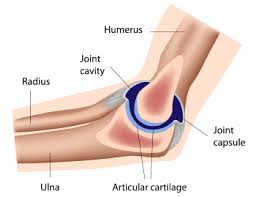 Humerus
Joint
cavity
Radius
Joint
capsule
Ulna
Articular cartilage